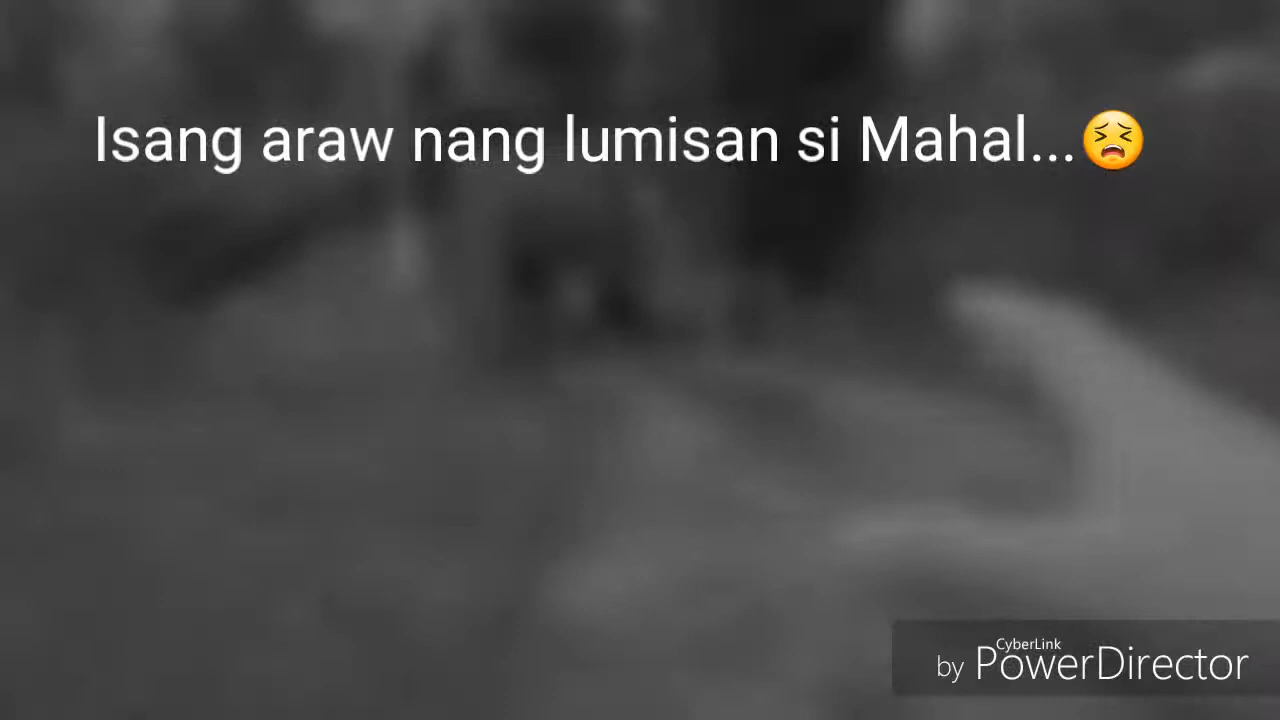 Isang araw nang lumisan si Mahal...😣
CyberLink
by PowerDirector